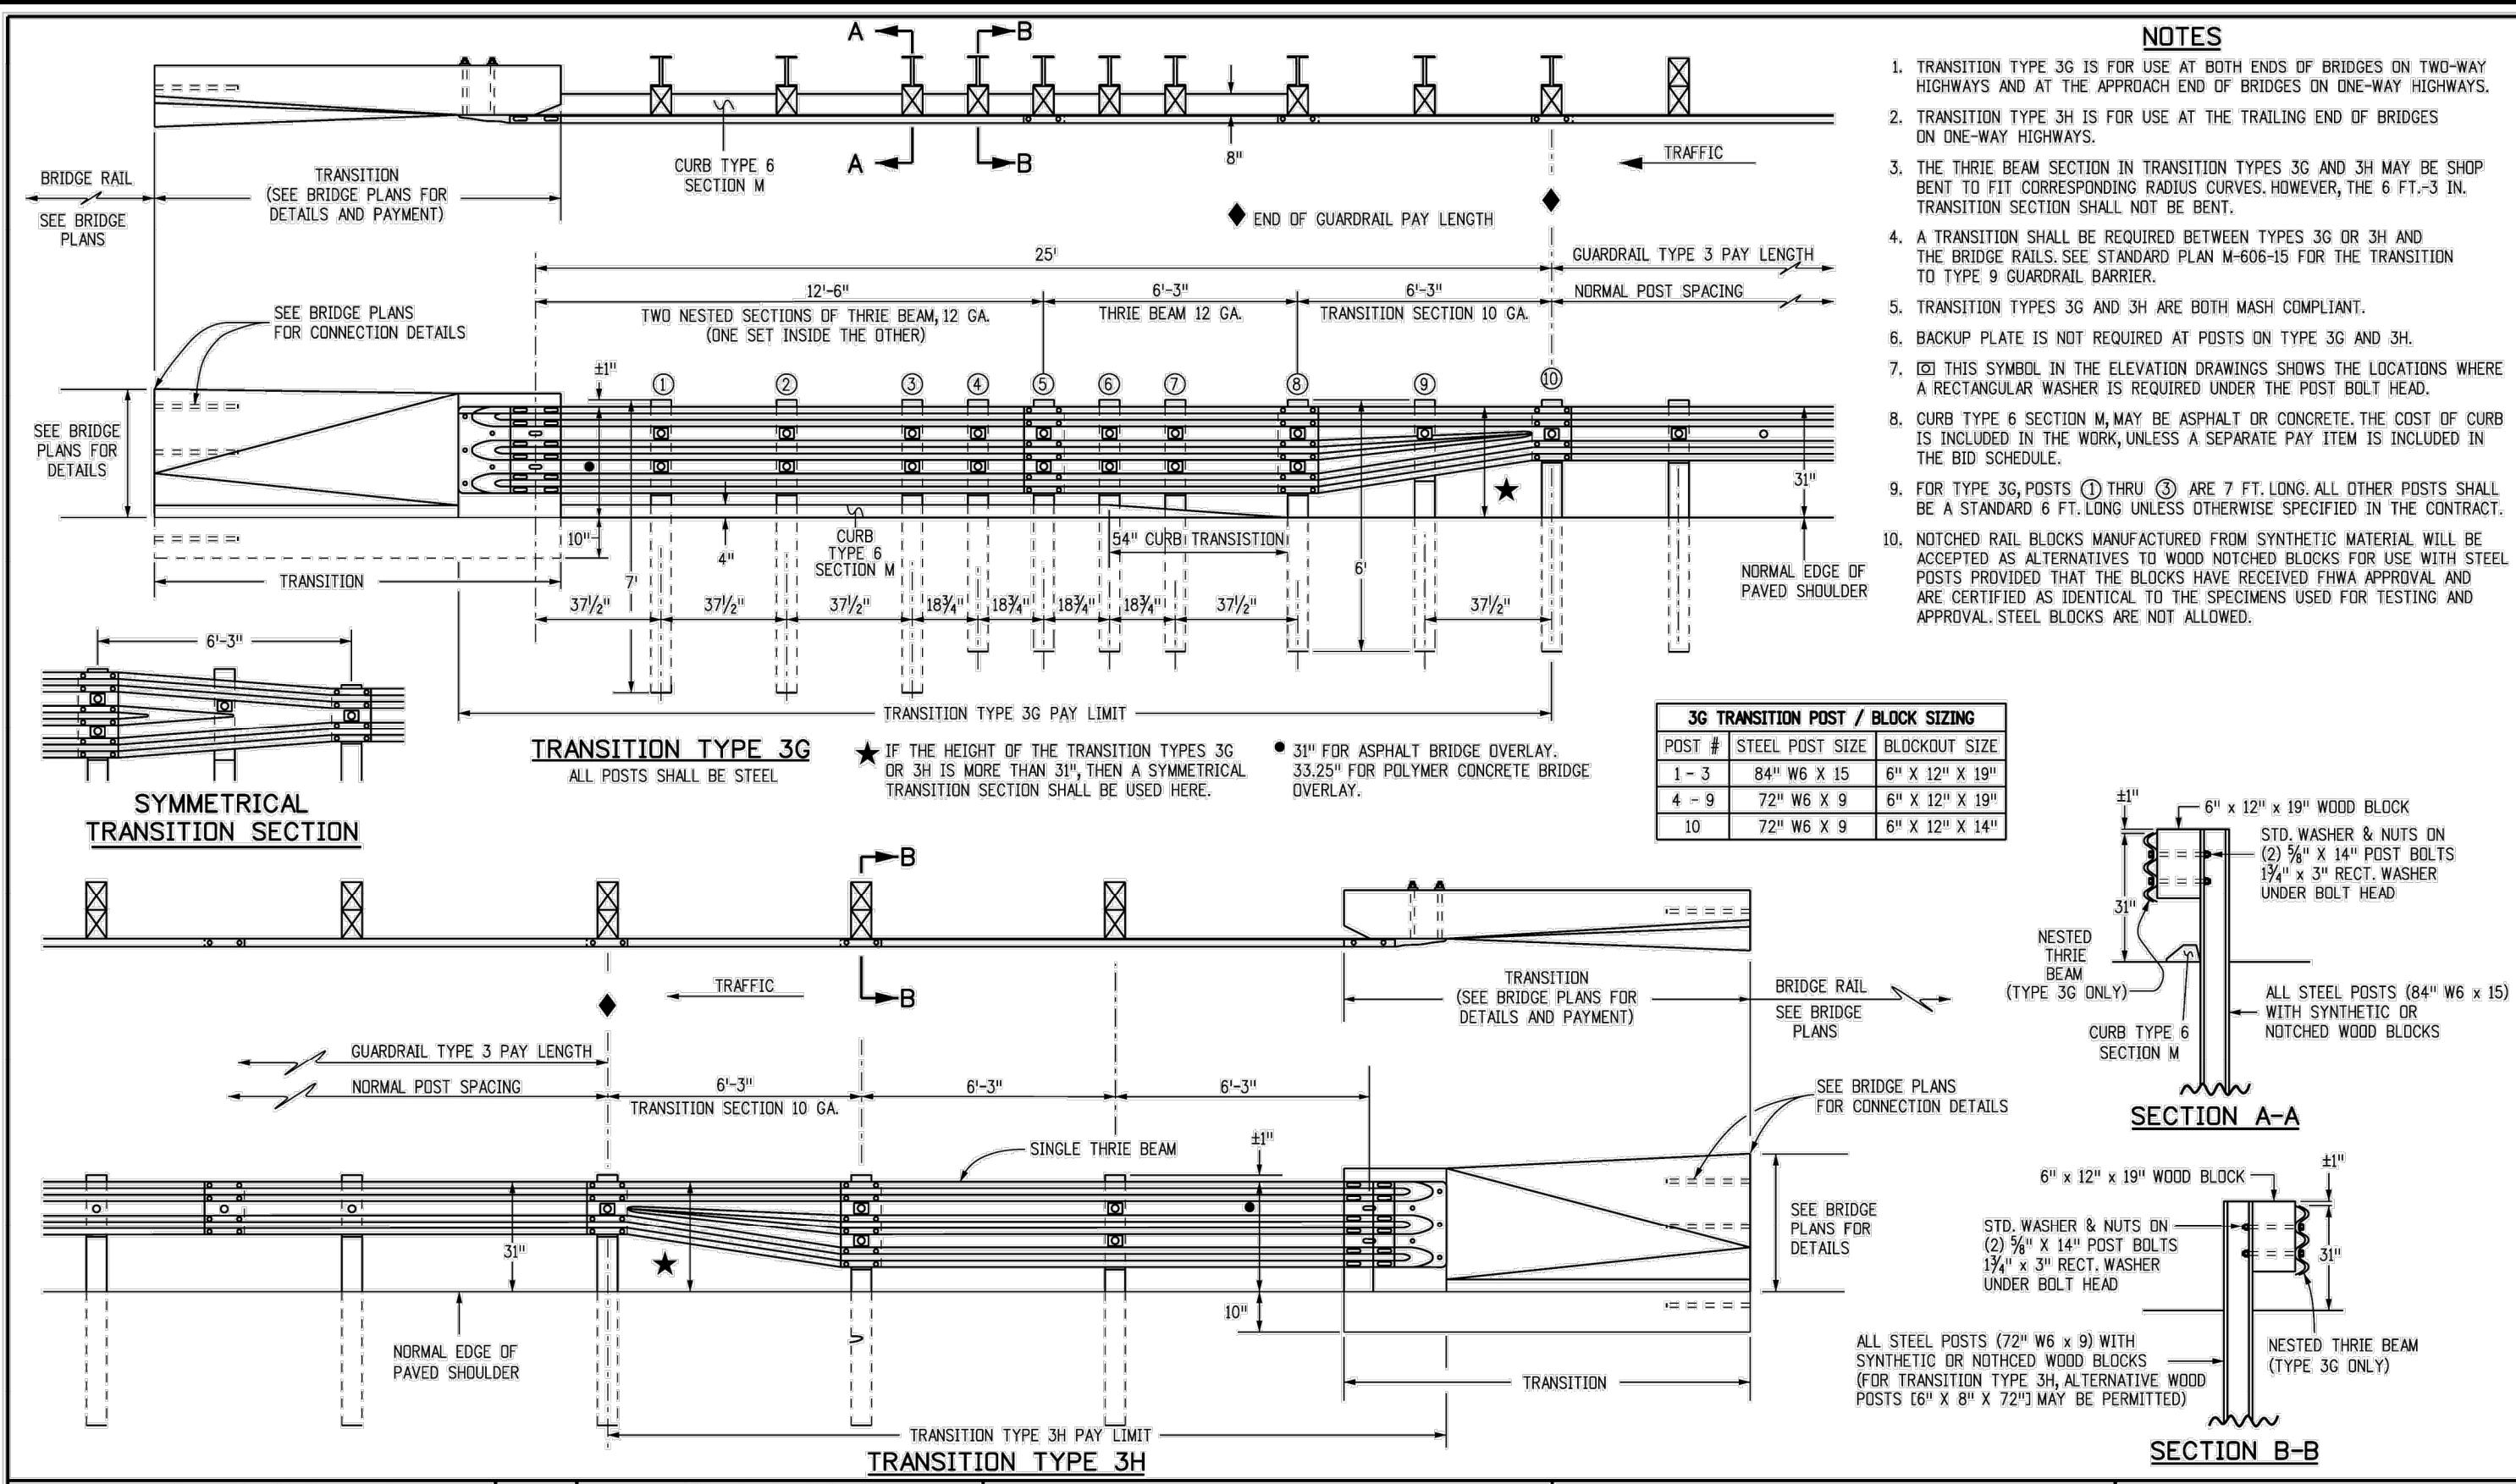 A
B
A
B
BRIDGE RAIL
SEE BRIDGE
PLANS
TRANSITION
(SEE BRIDGE PLANS FOR
DETAILS AND PAYMENT)
CURB TYPE 6
SECTION M
8"
TRAFFIC
◆ END OF GUARDRAIL PAY LENGTH
25'
GUARDRAIL TYPE 3 PAY LENGTH
12'-6"
TWO NESTED SECTIONS OF THRIE BEAM, 12 GA.
(ONE SET INSIDE THE OTHER)
6'-3"
THRIE BEAM 12 GA.
6'-3"
TRANSITION SECTION 10 GA.
NORMAL POST SPACING
SEE BRIDGE PLANS
FOR CONNECTION DETAILS
±1"
① ② ③ ④ ⑤ ⑥ ⑦ ⑧ ⑨ ⑩
SEE BRIDGE
PLANS FOR
DETAILS
31"
10"
7'
4"
CURB
TYPE 6
SECTION M
54" CURB TRANSISTION
6'
NORMAL EDGE OF
PAVED SHOULDER
TRANSITION
37½" 37½" 37½" 18¾" 18¾" 18¾" 18¾" 37½" 37½"
TRANSITION TYPE 3G PAY LIMIT
6'-3"
SYMMETRICAL
TRANSITION SECTION
TRANSITION TYPE 3G
ALL POSTS SHALL BE STEEL
★ IF THE HEIGHT OF THE TRANSITION TYPES 3G
OR 3H IS MORE THAN 31", THEN A SYMMETRICAL
TRANSITION SECTION SHALL BE USED HERE.
● 31" FOR ASPHALT BRIDGE OVERLAY.
33.25" FOR POLYMER CONCRETE BRIDGE
OVERLAY.
NOTES
1. TRANSITION TYPE 3G IS FOR USE AT BOTH ENDS OF BRIDGES ON TWO-WAY
HIGHWAYS AND AT THE APPROACH END OF BRIDGES ON ONE-WAY HIGHWAYS.
2. TRANSITION TYPE 3H IS FOR USE AT THE TRAILING END OF BRIDGES
ON ONE-WAY HIGHWAYS.
3. THE THRIE BEAM SECTION IN TRANSITION TYPES 3G AND 3H MAY BE SHOP
BENT TO FIT CORRESPONDING RADIUS CURVES. HOWEVER, THE 6 FT.-3 IN.
TRANSITION SECTION SHALL NOT BE BENT.
4. A TRANSITION SHALL BE REQUIRED BETWEEN TYPES 3G OR 3H AND
THE BRIDGE RAILS. SEE STANDARD PLAN M-606-15 FOR THE TRANSITION
TO TYPE 9 GUARDRAIL BARRIER.
5. TRANSITION TYPES 3G AND 3H ARE BOTH MASH COMPLIANT.
6. BACKUP PLATE IS NOT REQUIRED AT POSTS ON TYPE 3G AND 3H.
7. THIS SYMBOL IN THE ELEVATION DRAWINGS SHOWS THE LOCATIONS WHERE
A RECTANGULAR WASHER IS REQUIRED UNDER THE POST BOLT HEAD.
8. CURB TYPE 6 SECTION M, MAY BE ASPHALT OR CONCRETE. THE COST OF CURB
IS INCLUDED IN THE WORK, UNLESS A SEPARATE PAY ITEM IS INCLUDED IN
THE BID SCHEDULE.
9. FOR TYPE 3G, POSTS ① THRU ③ ARE 7 FT. LONG. ALL OTHER POSTS SHALL
BE A STANDARD 6 FT. LONG UNLESS OTHERWISE SPECIFIED IN THE CONTRACT.
10. NOTCHED RAIL BLOCKS MANUFACTURED FROM SYNTHETIC MATERIAL WILL BE
ACCEPTED AS ALTERNATIVES TO WOOD NOTCHED BLOCKS FOR USE WITH STEEL
POSTS PROVIDED THAT THE BLOCKS HAVE RECEIVED FHWA APPROVAL AND
ARE CERTIFIED AS IDENTICAL TO THE SPECIMENS USED FOR TESTING AND
APPROVAL. STEEL BLOCKS ARE NOT ALLOWED.
3G TRANSITION POST / BLOCK SIZING
POST # STEEL POST SIZE BLOCKOUT SIZE
1 - 3 84" W6 X 15 6" X 12" X 19"
4 - 9 72" W6 X 9 6" X 12" X 19"
10 72" W6 X 9 6" X 12" X 14"
±1"
6" x 12" x 19" WOOD BLOCK
STD. WASHER & NUTS ON
(2) ⅝" X 14" POST BOLTS
1¾" x 3" RECT. WASHER
UNDER BOLT HEAD
31"
NESTED
THRIE
BEAM
(TYPE 3G ONLY)
CURB TYPE 6
SECTION M
ALL STEEL POSTS (84" W6 x 15)
WITH SYNTHETIC OR
NOTCHED WOOD BLOCKS
SECTION A-A
B
B
TRAFFIC
TRANSITION
(SEE BRIDGE PLANS FOR
DETAILS AND PAYMENT)
BRIDGE RAIL
SEE BRIDGE
PLANS
GUARDRAIL TYPE 3 PAY LENGTH
NORMAL POST SPACING
6'-3"
TRANSITION SECTION 10 GA.
6'-3"
6'-3"
SEE BRIDGE PLANS
FOR CONNECTION DETAILS
SINGLE THRIE BEAM
±1"
31"
10"
SEE BRIDGE
PLANS FOR
DETAILS
NORMAL EDGE OF
PAVED SHOULDER
TRANSITION
TRANSITION TYPE 3H PAY LIMIT
TRANSITION TYPE 3H
6" x 12" x 19" WOOD BLOCK
±1"
STD. WASHER & NUTS ON
(2) ⅝" X 14" POST BOLTS
1¾" x 3" RECT. WASHER
UNDER BOLT HEAD
31"
ALL STEEL POSTS (72" W6 x 9) WITH
SYNTHETIC OR NOTHCED WOOD BLOCKS
(FOR TRANSITION TYPE 3H, ALTERNATIVE WOOD
POSTS [6" X 8" X 72"] MAY BE PERMITTED)
NESTED THRIE BEAM
(TYPE 3G ONLY)
SECTION B-B